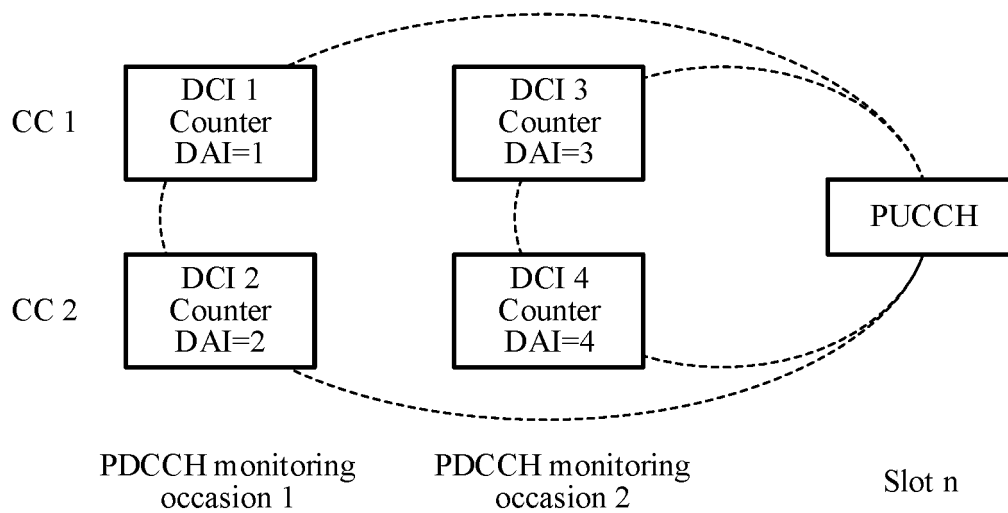 CC 1
DCI 1
Counter
DAI=1
DCI 3
Counter
DAI=3
PUCCH
CC 2
DCI 2
Counter
DAI=2
DCI 4
Counter
DAI=4
PDCCH monitoring
occasion 1
PDCCH monitoring
occasion 2
Slot n